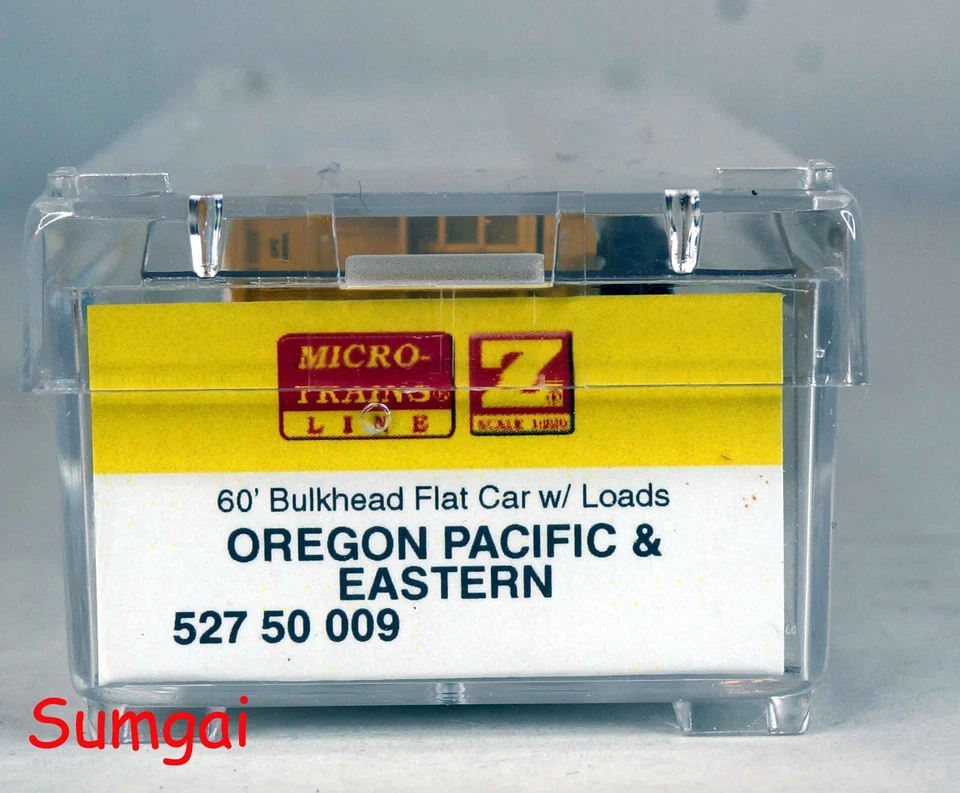 MICRO-
TRAINS®
LINE
Z®
SCALE 1:220
60' Bulkhead Flat Car w/ Loads
OREGON PACIFIC &
EASTERN
527 50 009
Sumgai